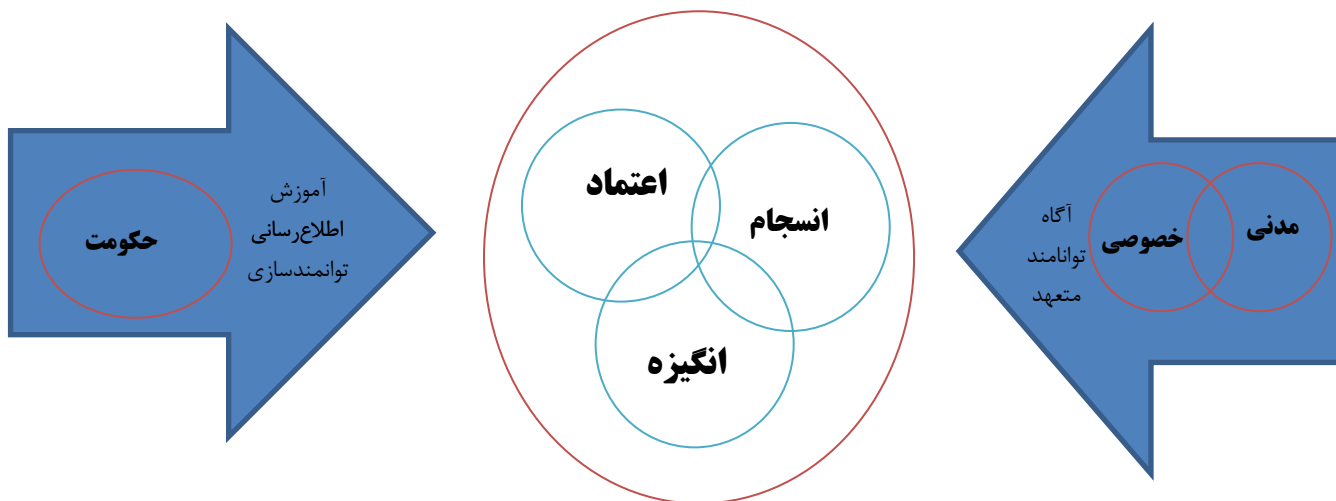 مدنی
خصوصی
آگاه
توانامند
متعهد
اعتماد
انسجام
انگیزه
آموزش
اطلاع‌رسانی
توانمندسازی
حکومت